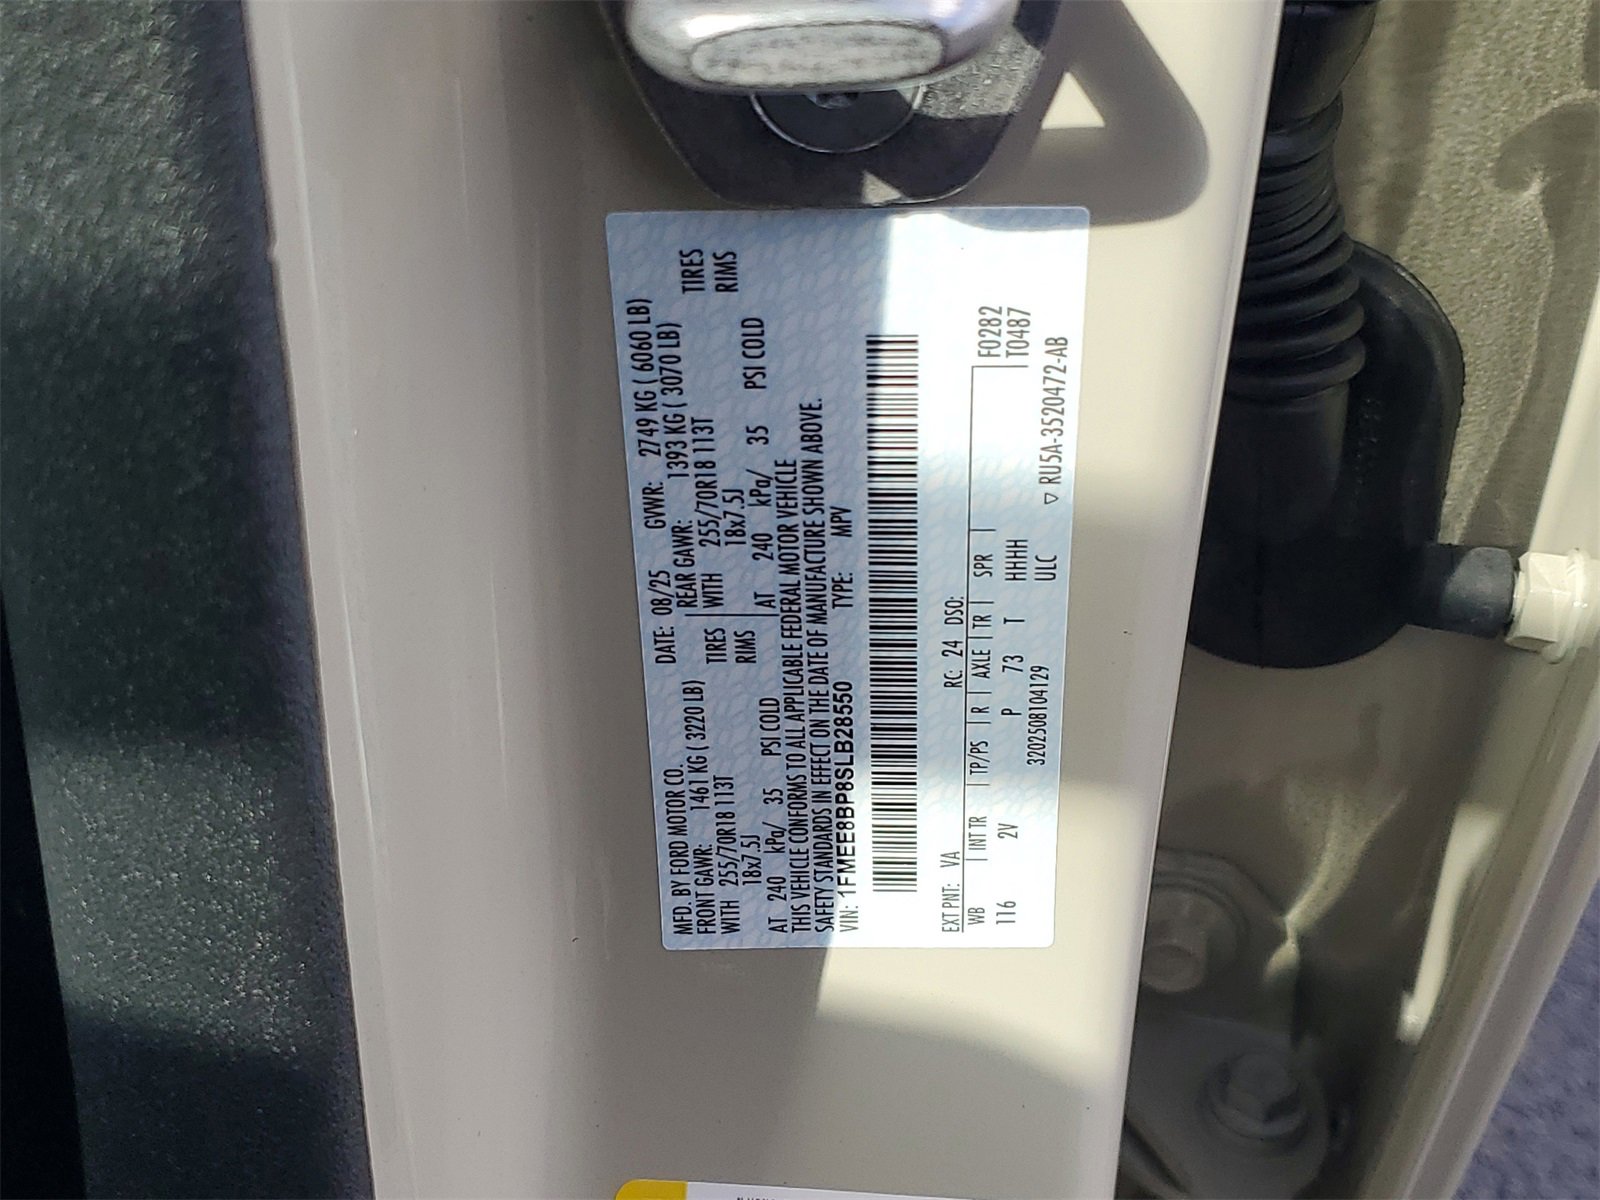 MFD. BY FORD MOTOR CO.
DATE: 08/25 GVWR: 2749 KG ( 6060 LB)
FRONT GAWR: 1461 KG ( 3220 LB)
REAR GAWR: 1393 KG ( 3070 LB)
WITH 255/70R18 113T TIRES
WITH 255/70R18 113T TIRES
18x7.5J RIMS
18x7.5J RIMS
AT 240 kPa/ 35 PSI COLD
AT 240 kPa/ 35 PSI COLD
THIS VEHICLE CONFORMS TO ALL APPLICABLE FEDERAL MOTOR VEHICLE
SAFETY STANDARDS IN EFFECT ON THE DATE OF MANUFACTURE SHOWN ABOVE.
VIN: 1FMEE8BP8SLB28550 TYPE: MPV
EXT PNT: VA RC: 24 DSO:
WB INT TR TP/PS R AXLE TR SPR F0282
116 2V P 73 T HHHH T0487
3202508104129 ULC
▽ RU5A-3520472-AB